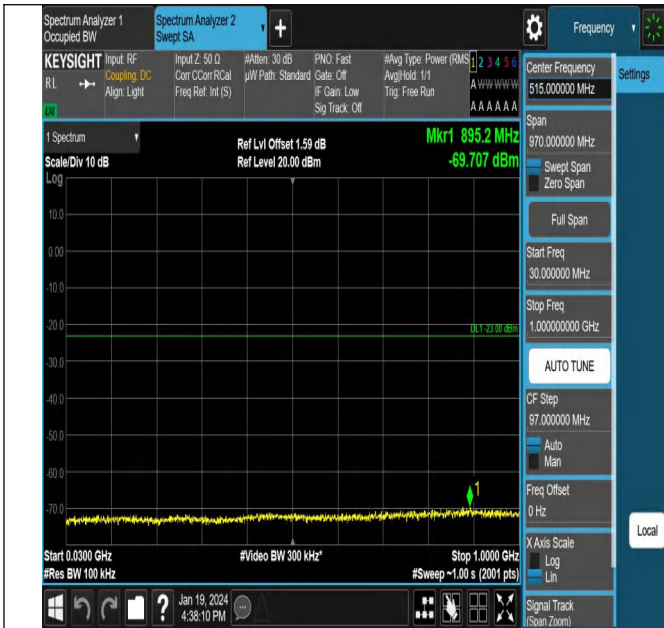 Spectrum Analyzer 1
Occupied BW
Spectrum Analyzer 2
Swept SA
+
Frequency
KEYSIGHT
RL
LXI
Input: RF
Coupling: DC
Align: Light
Input Z: 50 Ω
Corr CCorr RCal
Freq Ref: Int (S)
#Atten: 30 dB
µW Path: Standard
PNO: Fast
Gate: Off
IF Gain: Low
Sig Track: Off
#Avg Type: Power (RMS
Avg|Hold: 1/1
Trig: Free Run
1 2 3 4 5 6
A W W W W W
A A A A A A
1 Spectrum
Scale/Div 10 dB
Log
Ref Lvl Offset 1.59 dB
Ref Level 20.00 dBm
Mkr1 895.2 MHz
-69.707 dBm
10.0
0.00
-10.0
-20.0
DL1 -23.00 dBm
-30.0
-40.0
-50.0
-60.0
-70.0
1
Start 0.0300 GHz
#Res BW 100 kHz
#Video BW 300 kHz*
Stop 1.0000 GHz
#Sweep ~1.00 s (2001 pts)
Center Frequency
515.000000 MHz
Settings
Span
970.000000 MHz
Swept Span
Zero Span
Full Span
Start Freq
30.000000 MHz
Stop Freq
1.000000000 GHz
AUTO TUNE
CF Step
97.000000 MHz
Auto
Man
Freq Offset
0 Hz
X Axis Scale
Log
Lin
Local
Signal Track
(Span Zoom)
?
Jan 19, 2024
4:38:10 PM